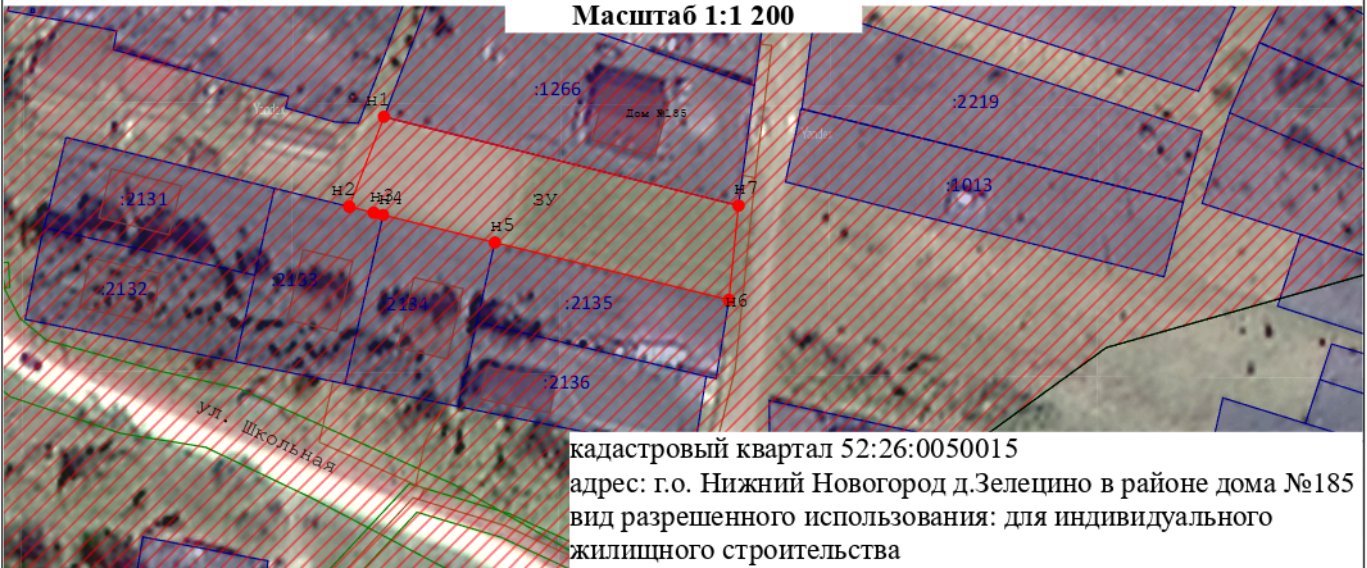 Масштаб 1:1 200
:1266
Дом №185
н1
Yandex
:2219
Yandex
:1013
:2131
н2
н3
н4
ЗУ
н7
н5
:2132
:2133
:2134
:2135
н6
:2136
ул. Школьная
кадастровый квартал 52:26:0050015
адрес: г.о. Нижний Новогород д.Зелецино в районе дома №185
вид разрешенного использования: для индивидуального
жилищного строительства